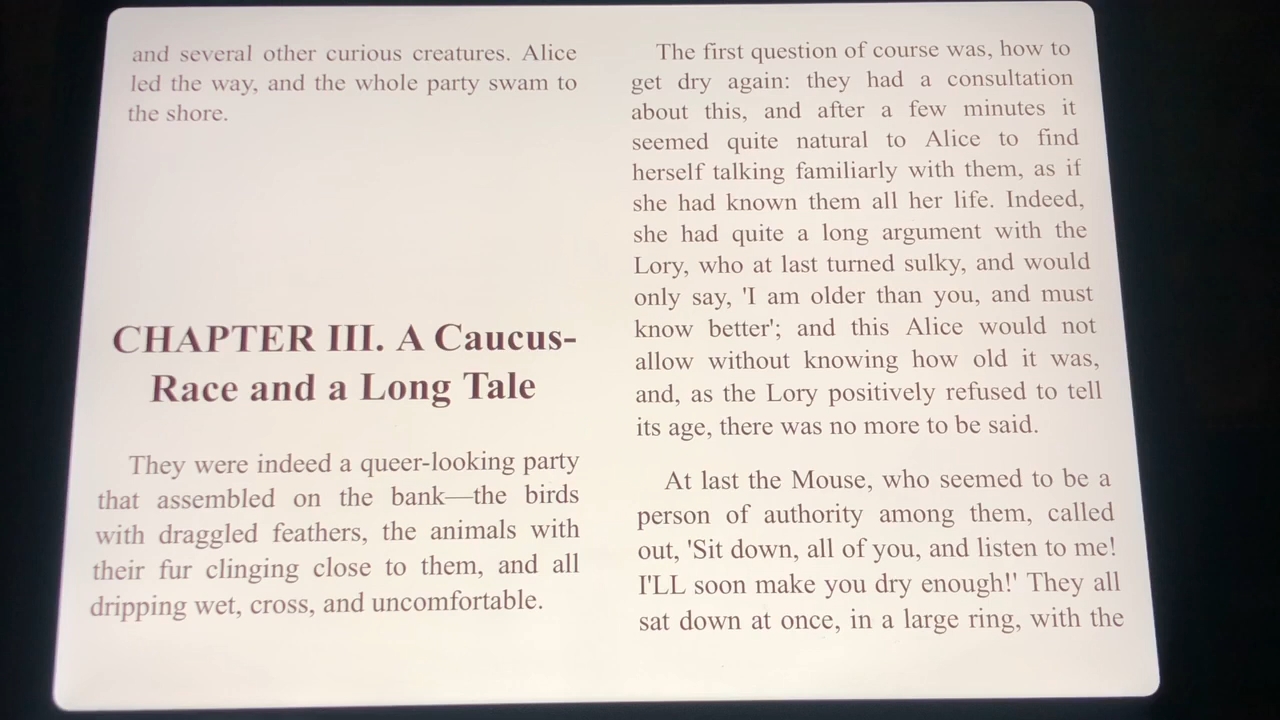 and several other curious creatures. Alice
led the way, and the whole party swam to
the shore.
CHAPTER III. A Caucus-
Race and a Long Tale
They were indeed a queer-looking party
that assembled on the bank—the birds
with draggled feathers, the animals with
their fur clinging close to them, and all
dripping wet, cross, and uncomfortable.
The first question of course was, how to
get dry again: they had a consultation
about this, and after a few minutes it
seemed quite natural to Alice to find
herself talking familiarly with them, as if
she had known them all her life. Indeed,
she had quite a long argument with the
Lory, who at last turned sulky, and would
only say, 'I am older than you, and must
know better'; and this Alice would not
allow without knowing how old it was,
and, as the Lory positively refused to tell
its age, there was no more to be said.
At last the Mouse, who seemed to be a
person of authority among them, called
out, 'Sit down, all of you, and listen to me!
I'LL soon make you dry enough!' They all
sat down at once, in a large ring, with the